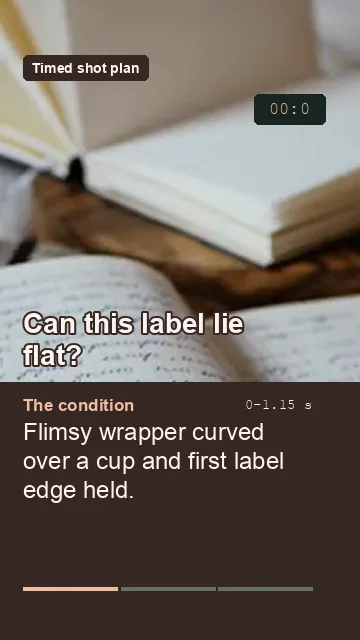 Timed shot plan
00:0
Can this label lie
flat?
The condition
0–1.15 s
Flimsy wrapper curved
over a cup and first label
edge held.